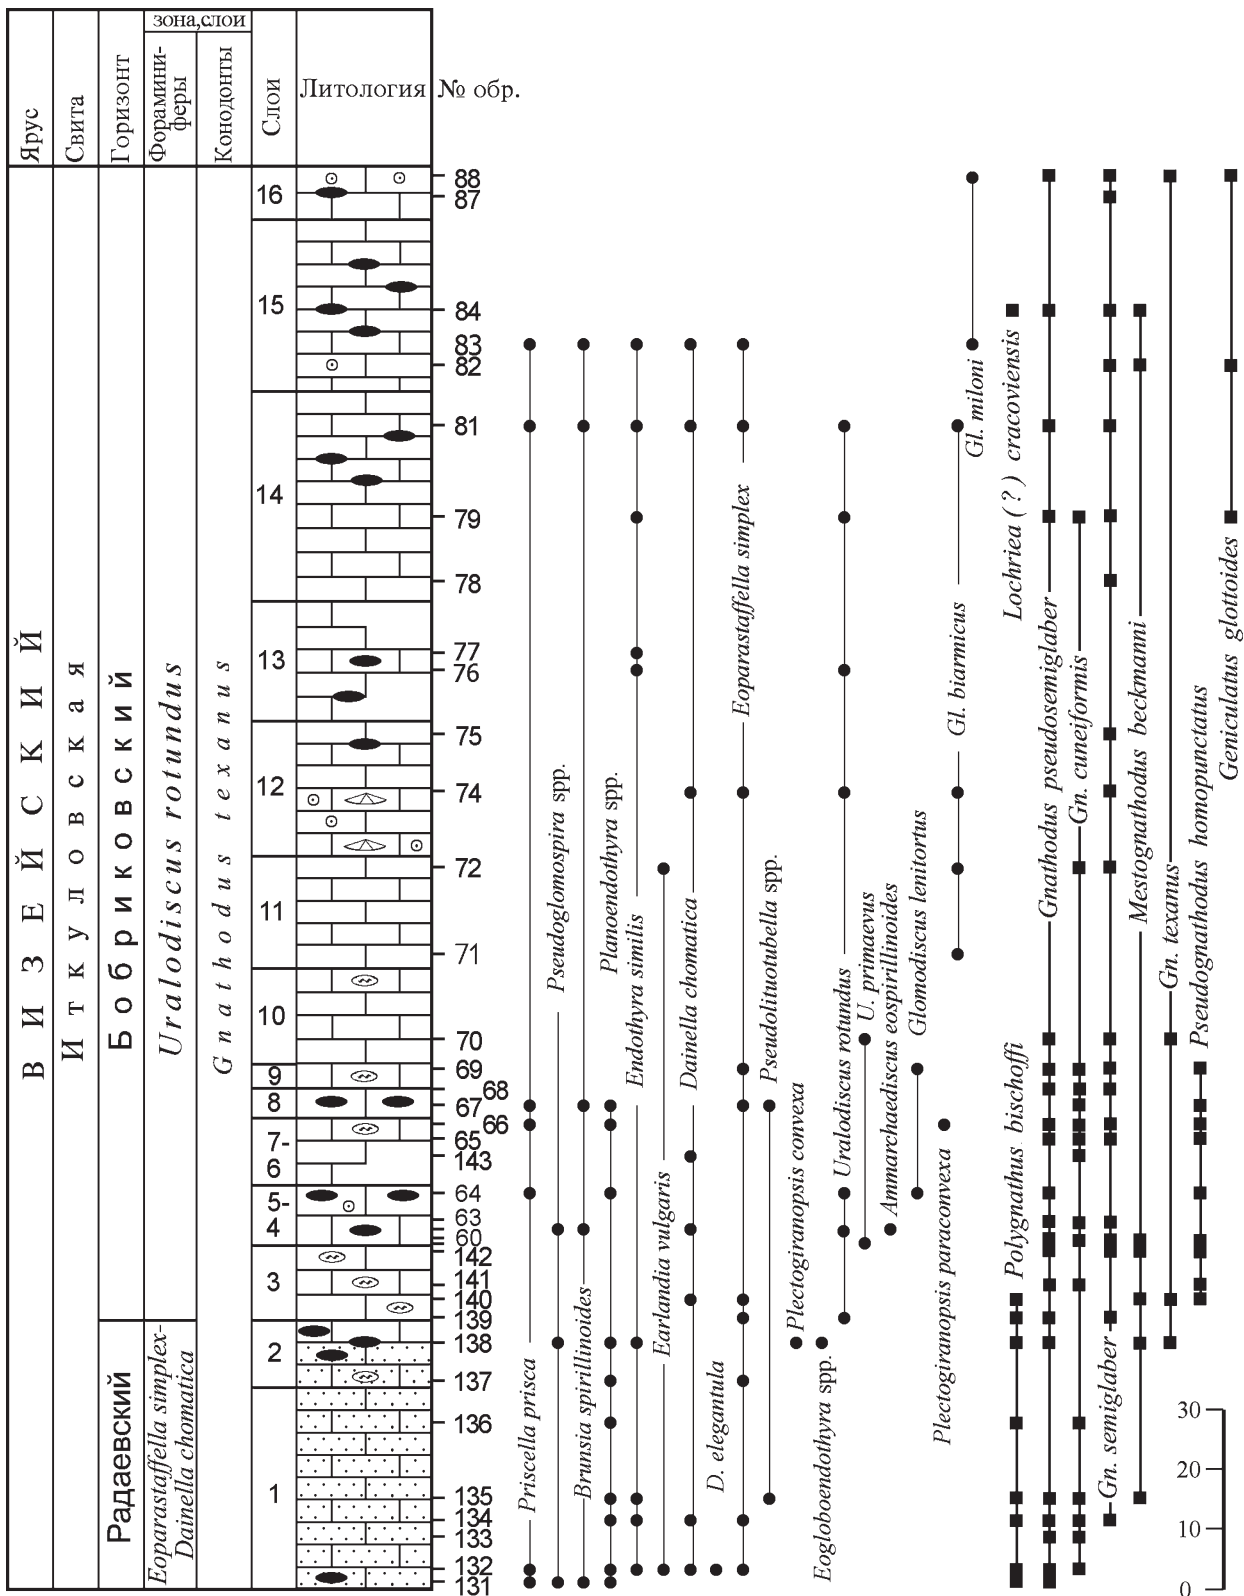 Ярус
Свита
Горизонт
зона,слои
Форамини-
феры
Конодонты
Слои
Литология
№ обр.
ВИЗЕЙСКИЙ
Иткуловская
Бобриковский
Радаевский
Uralodiscus rotundus
Eoparastaffella simplex-
Dainella chomatica
Gnathodus texanus
16
15
14
13
12
11
10
9
8
7-
6
5-
4
3
2
1
88
87
84
83
82
81
79
78
77
76
75
74
72
71
70
69
68
67
66
65
143
64
63
60
142
141
140
139
138
137
136
135
134
133
132
131
Priscella prisca
Pseudoglomospira spp.
Brunsia spirillinoides
Planoendothyra spp.
Endothyra similis
Earlandia vulgaris
Dainella chomatica
D. elegantula
Eoparastaffella simplex
Pseudolituotubella spp.
Plectogiranopsis convexa
Eogloboendothyra spp.
Uralodiscus rotundus
U. primaevus
Ammarchaediscus eospirillinoides
Glomodiscus lenitortus
Plectogiranopsis paraconvexa
Gl. biarmicus
Gl. miloni
Lochriea (?) cracoviensis
Polygnathus bischoffi
Gnathodus pseudosemiglaber
Gn. cuneiformis
Gn. semiglaber
Mestognathodus beckmanni
Gn. texanus
Pseudognathodus homopunctatus
Geniculatus glottoides
30
20
10
0